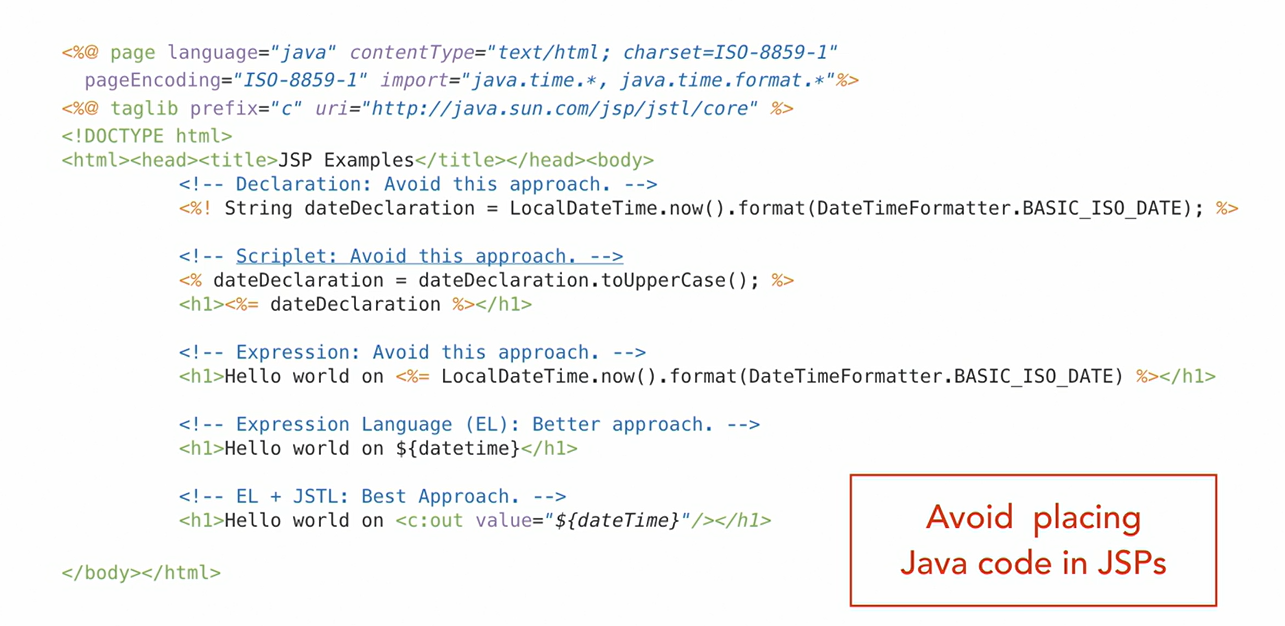 <%@ page language="java" contentType="text/html; charset=ISO-8859-1"
pageEncoding="ISO-8859-1" import="java.time.*, java.time.format.*"%>
<%@ taglib prefix="c" uri="http://java.sun.com/jsp/jstl/core" %>
<!DOCTYPE html>
<html><head><title>JSP Examples</title></head><body>
<!-- Declaration: Avoid this approach. -->
<%! String dateDeclaration = LocalDateTime.now().format(DateTimeFormatter.BASIC_ISO_DATE); %>
<!-- Scriplet: Avoid this approach. -->
<% dateDeclaration = dateDeclaration.toUpperCase(); %>
<h1><%= dateDeclaration %></h1>
<!-- Expression: Avoid this approach. -->
<h1>Hello world on <%= LocalDateTime.now().format(DateTimeFormatter.BASIC_ISO_DATE) %></h1>
<!-- Expression Language (EL): Better approach. -->
<h1>Hello world on ${datetime}</h1>
<!-- EL + JSTL: Best Approach. -->
<h1>Hello world on <c:out value="${dateTime}"/></h1>
</body></html>
Avoid placing
Java code in JSPs